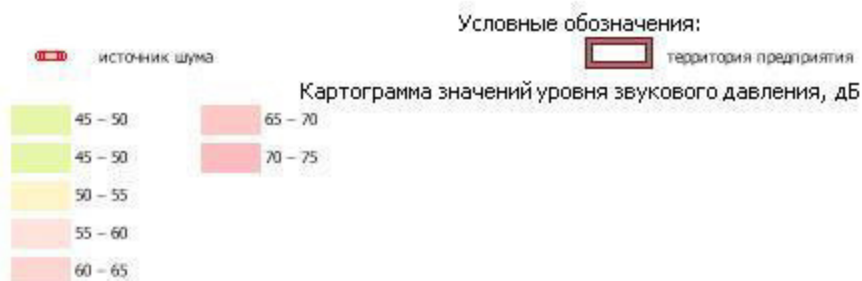 Условные обозначения:
источник шума
территория предприятия
Картограмма значений уровня звукового давления, дБ
45 – 50
65 – 70
45 – 50
70 – 75
50 – 55
55 – 60
60 – 65